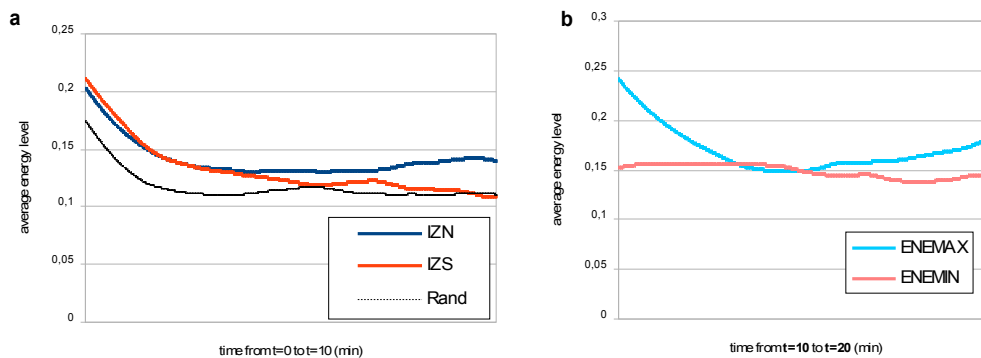 a
0,25
0,2
0,15
0,1
0,05
0
average energy level
IZN
IZS
Rand
time from t=0 to t=10 (min)
b
0,3
0,25
0,2
0,15
0,1
0,05
0
average energy level
ENEMAX
ENEMIN
time from t=10 to t=20 (min)